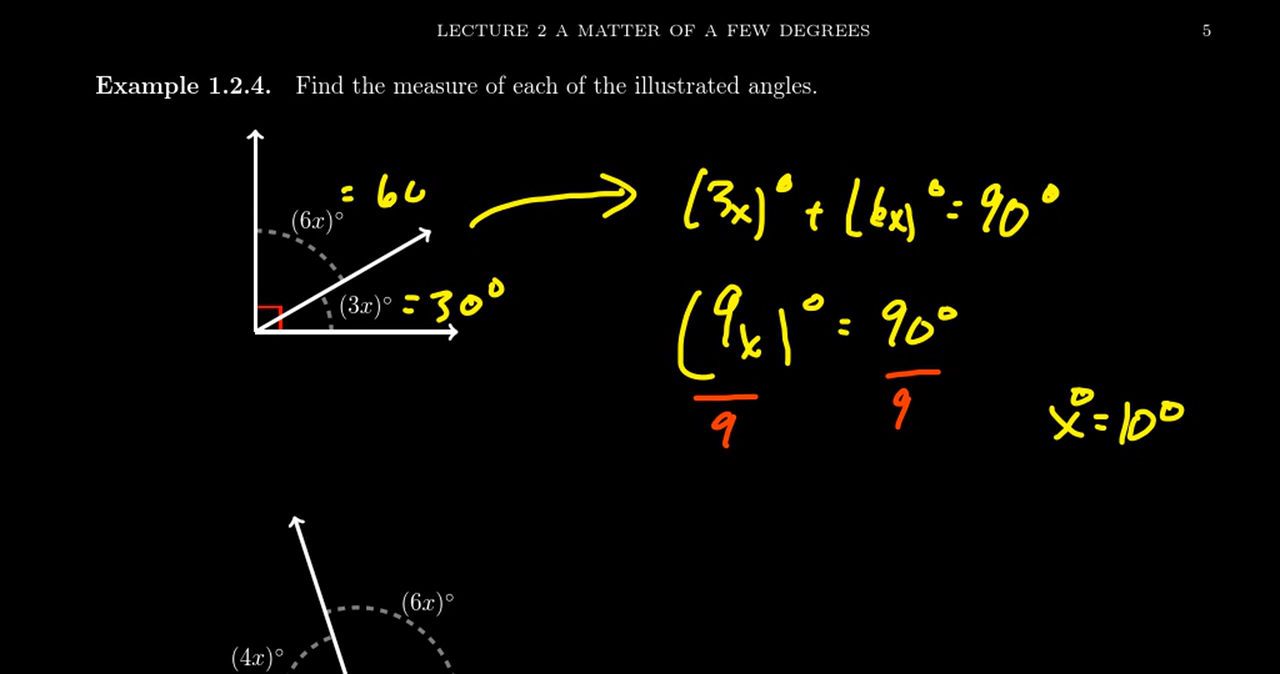 LECTURE 2 A MATTER OF A FEW DEGREES 5
Example 1.2.4. Find the measure of each of the illustrated angles.
(6x)° = 60
(3x)° = 30°
(3x)° + (6x)° = 90°
(9x)° = 90°
9 9
x° = 10°
(6x)°
(4x)°